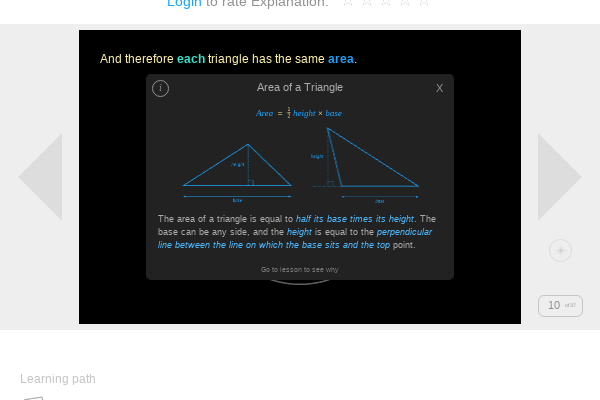 Login to rate Explanation:
And therefore each triangle has the same area.
i
Area of a Triangle
X
Area = 1/2 height × base
height
height
base
base
The area of a triangle is equal to half its base times its height. The
base can be any side, and the height is equal to the perpendicular
line between the line on which the base sits and the top point.
Go to lesson to see why
10 of 37
Learning path